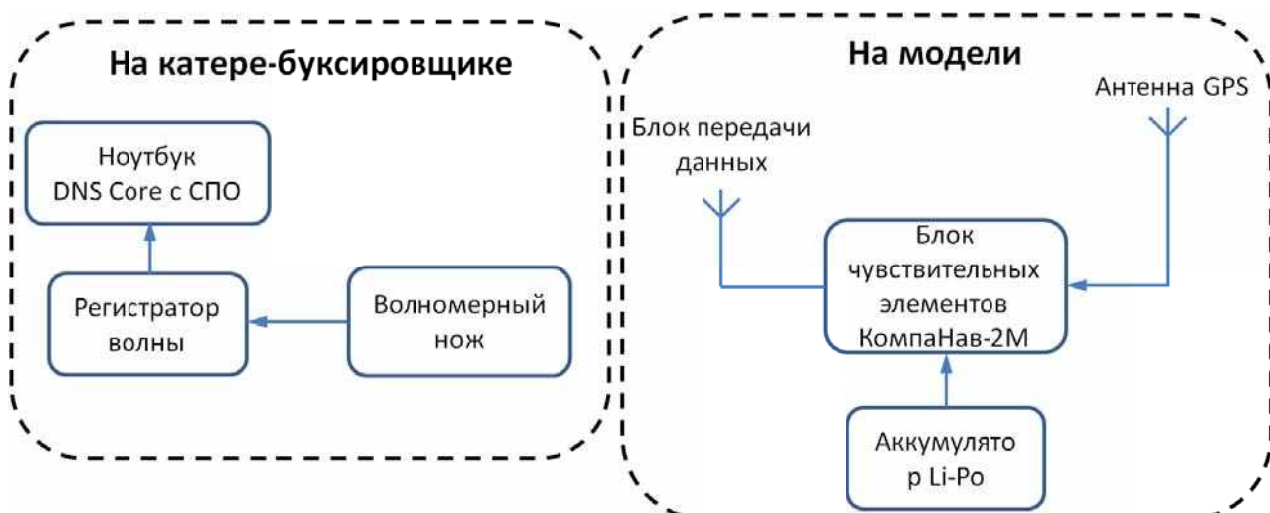 На катере-буксировщике
Ноутбук
DNS Core с СПО
Регистратор
волны
Волномерный
нож
На модели
Антенна GPS
Блок передачи
данных
Блок
чувствительных
элементов
КомпаНав-2М
Аккумулято
р Li-Po